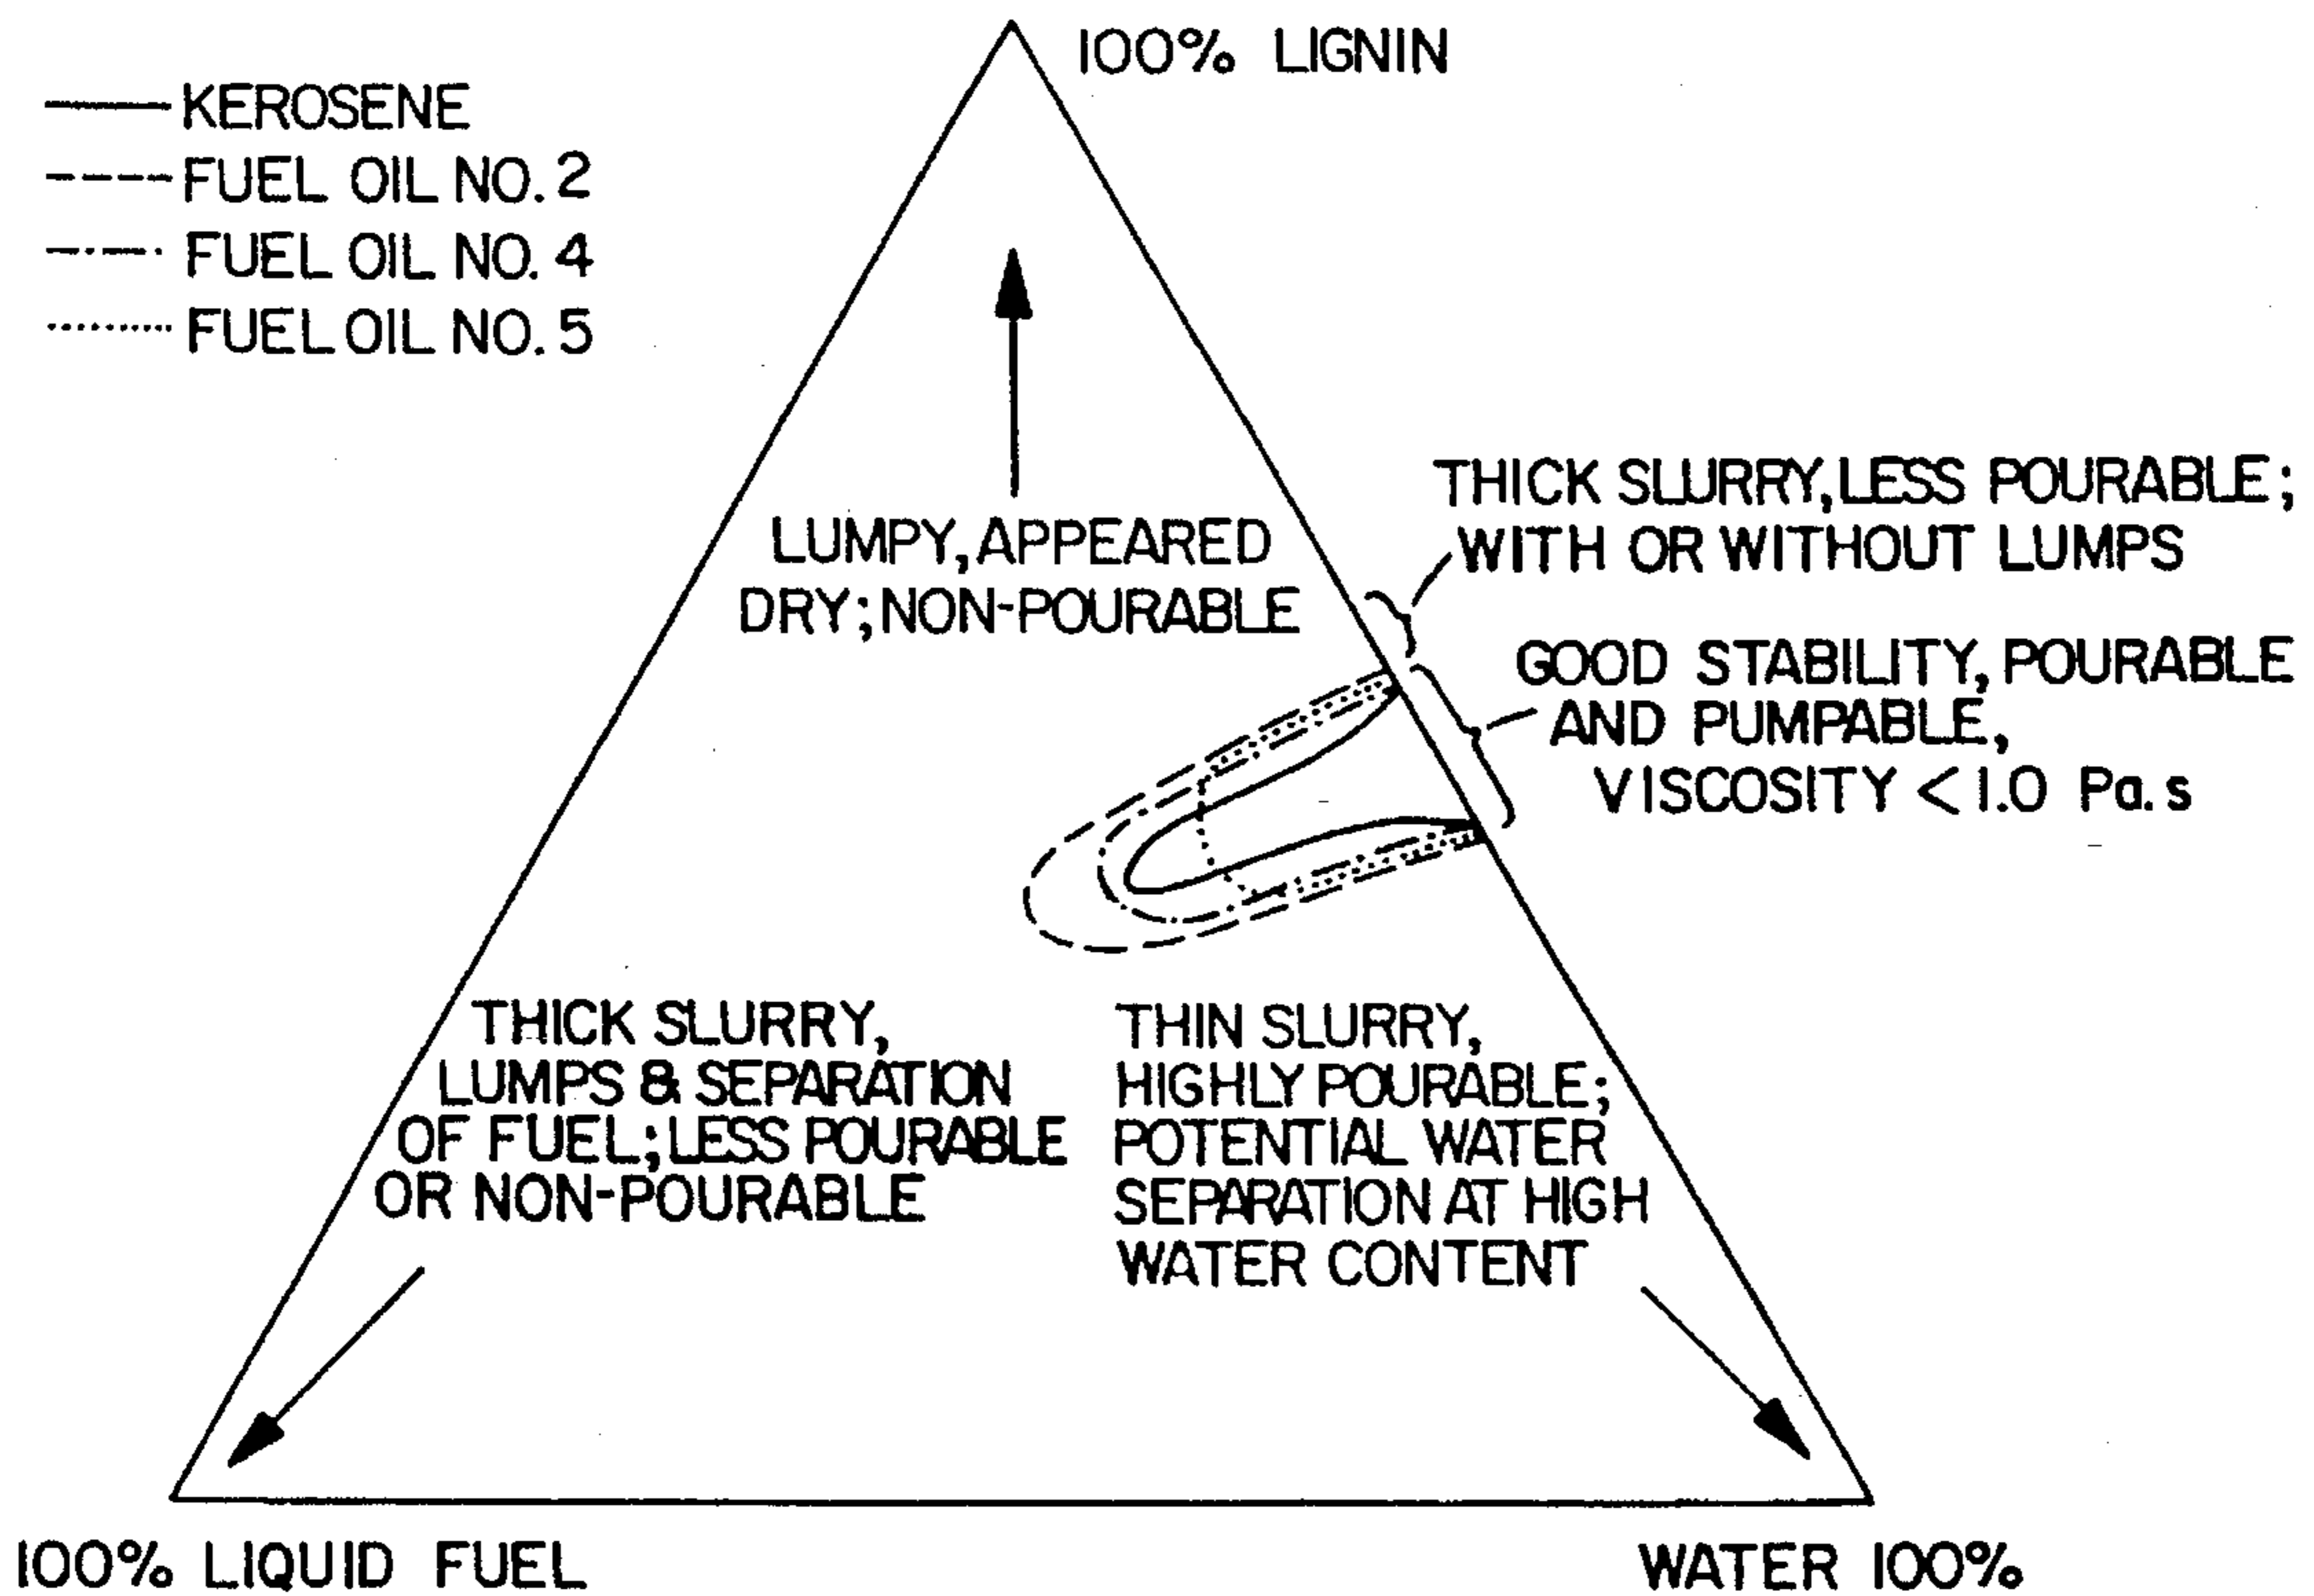 100% LIGNIN
KEROSENE
FUEL OIL NO. 2
FUEL OIL NO. 4
FUEL OIL NO. 5
LUMPY, APPEARED
DRY; NON-POURABLE
THICK SLURRY, LESS POURABLE;
WITH OR WITHOUT LUMPS
GOOD STABILITY, POURABLE
AND PUMPABLE,
VISCOSITY < 1.0 Pa.s
THICK SLURRY,
LUMPS & SEPARATION
OF FUEL; LESS POURABLE
OR NON-POURABLE
THIN SLURRY,
HIGHLY POURABLE;
POTENTIAL WATER
SEPARATION AT HIGH
WATER CONTENT
100% LIQUID FUEL
WATER 100%